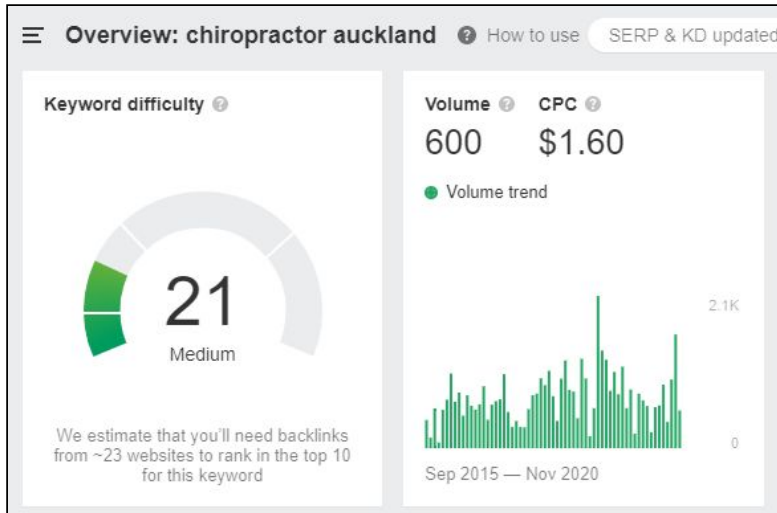 Overview: chiropractor auckland ? How to use SERP & KD updated
Keyword difficulty ?
21
Medium
We estimate that you'll need backlinks
from ~23 websites to rank in the top 10
for this keyword
Volume ? CPC ?
600 $1.60
Volume trend
2.1K
0
Sep 2015 — Nov 2020